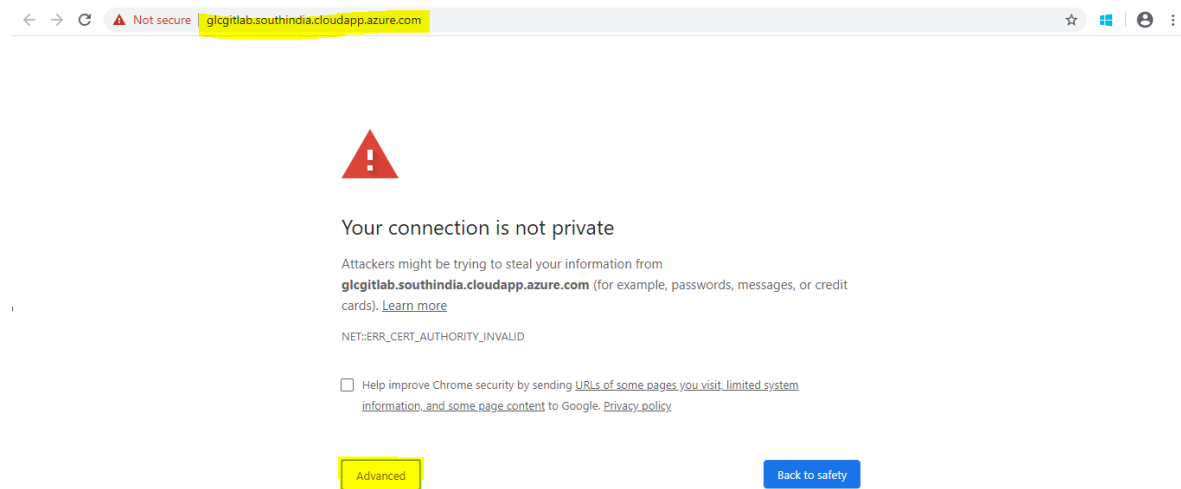 Not secure glcgitlab.southindia.cloudapp.azure.com
Your connection is not private
Attackers might be trying to steal your information from
glcgitlab.southindia.cloudapp.azure.com (for example, passwords, messages, or credit
cards). Learn more
NET::ERR_CERT_AUTHORITY_INVALID
Help improve Chrome security by sending URLs of some pages you visit, limited system
information, and some page content to Google. Privacy policy
Advanced
Back to safety